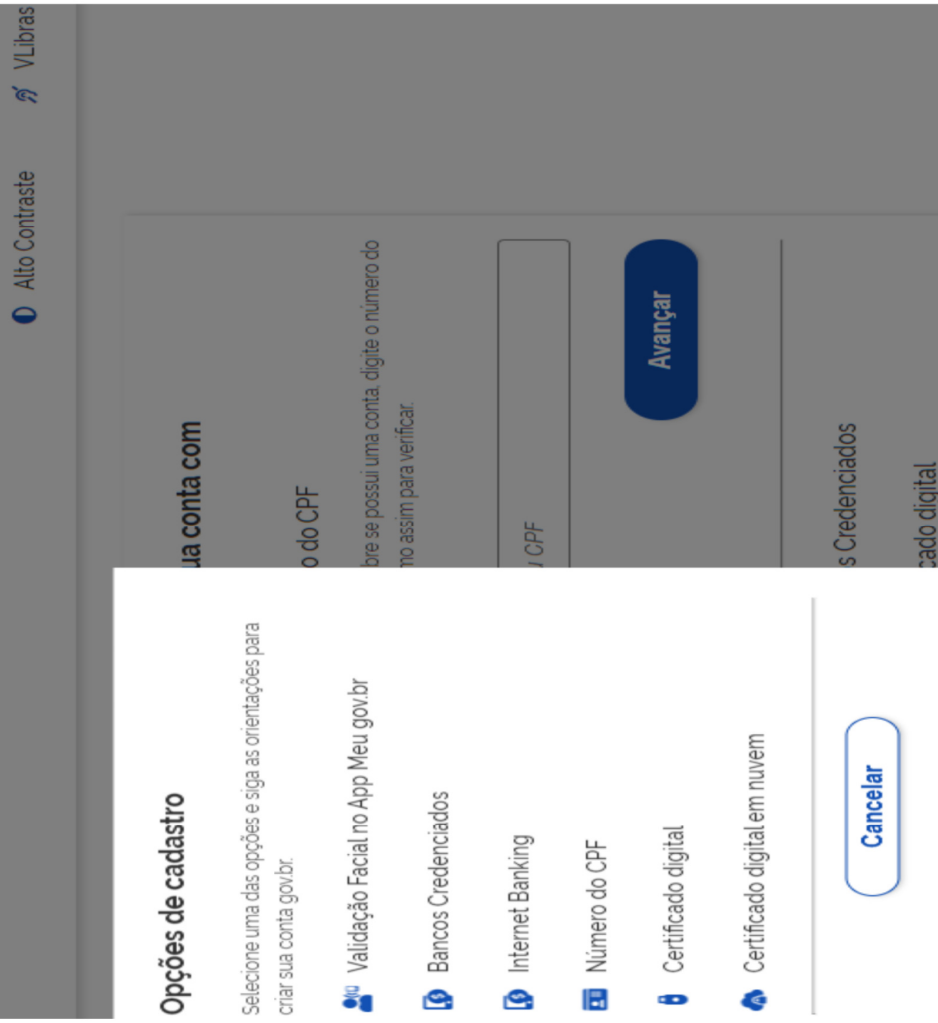 Alto Contraste
VLibras
ua conta com
o do CPF
bre se possui uma conta, digite o número do
mo assim para verificar.
u CPF
Avançar
s Credenciados
cado digital
Opções de cadastro
Selecione uma das opções e siga as orientações para
criar sua conta gov.br.
Validação Facial no App Meu gov.br
Bancos Credenciados
Internet Banking
Número do CPF
Certificado digital
Certificado digital em nuvem
Cancelar